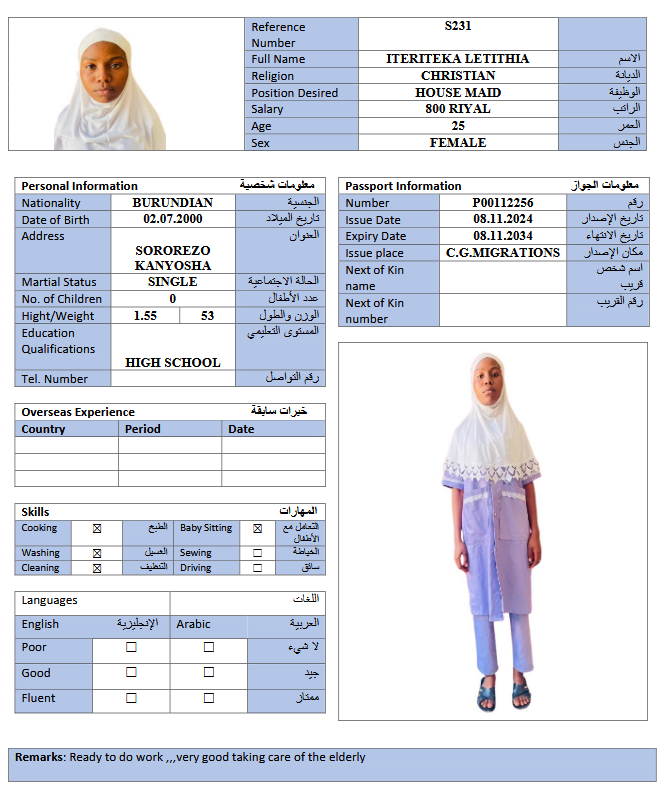 Reference Number S231
Full Name ITERITEKA LETITHIA الاسم
Religion CHRISTIAN الديانة
Position Desired HOUSE MAID الوظيفة
Salary 800 RIYAL الراتب
Age 25 العمر
Sex FEMALE الجنس
Personal Information معلومات شخصية
Nationality BURUNDIAN الجنسية
Date of Birth 02.07.2000 تاريخ الميلاد
Address SOROREZO KANYOSHA العنوان
Martial Status SINGLE الحالة الاجتماعية
No. of Children 0 عدد الأطفال
Hight/Weight 1.55 53 الوزن والطول
Education Qualifications HIGH SCHOOL المستوى التعليمي
Tel. Number رقم التواصل
Passport Information معلومات الجواز
Number P00112256 رقم
Issue Date 08.11.2024 تاريخ الإصدار
Expiry Date 08.11.2034 تاريخ الانتهاء
Issue place C.G.MIGRATIONS مكان الإصدار
Next of Kin name اسم شخص قريب
Next of Kin number رقم القريب
Overseas Experience خبرات سابقة
Country Period Date
Skills المهارات
Cooking ☒ الطبخ Baby Sitting ☒ التعامل مع الأطفال
Washing ☒ الغسيل Sewing ☐ الخياطة
Cleaning ☒ التنظيف Driving ☐ سائق
Languages اللغات
English الإنجليزية Arabic العربية
Poor ☐ ☐ لا شيء
Good ☐ ☐ جيد
Fluent ☐ ☐ ممتاز
Remarks: Ready to do work ,,,very good taking care of the elderly